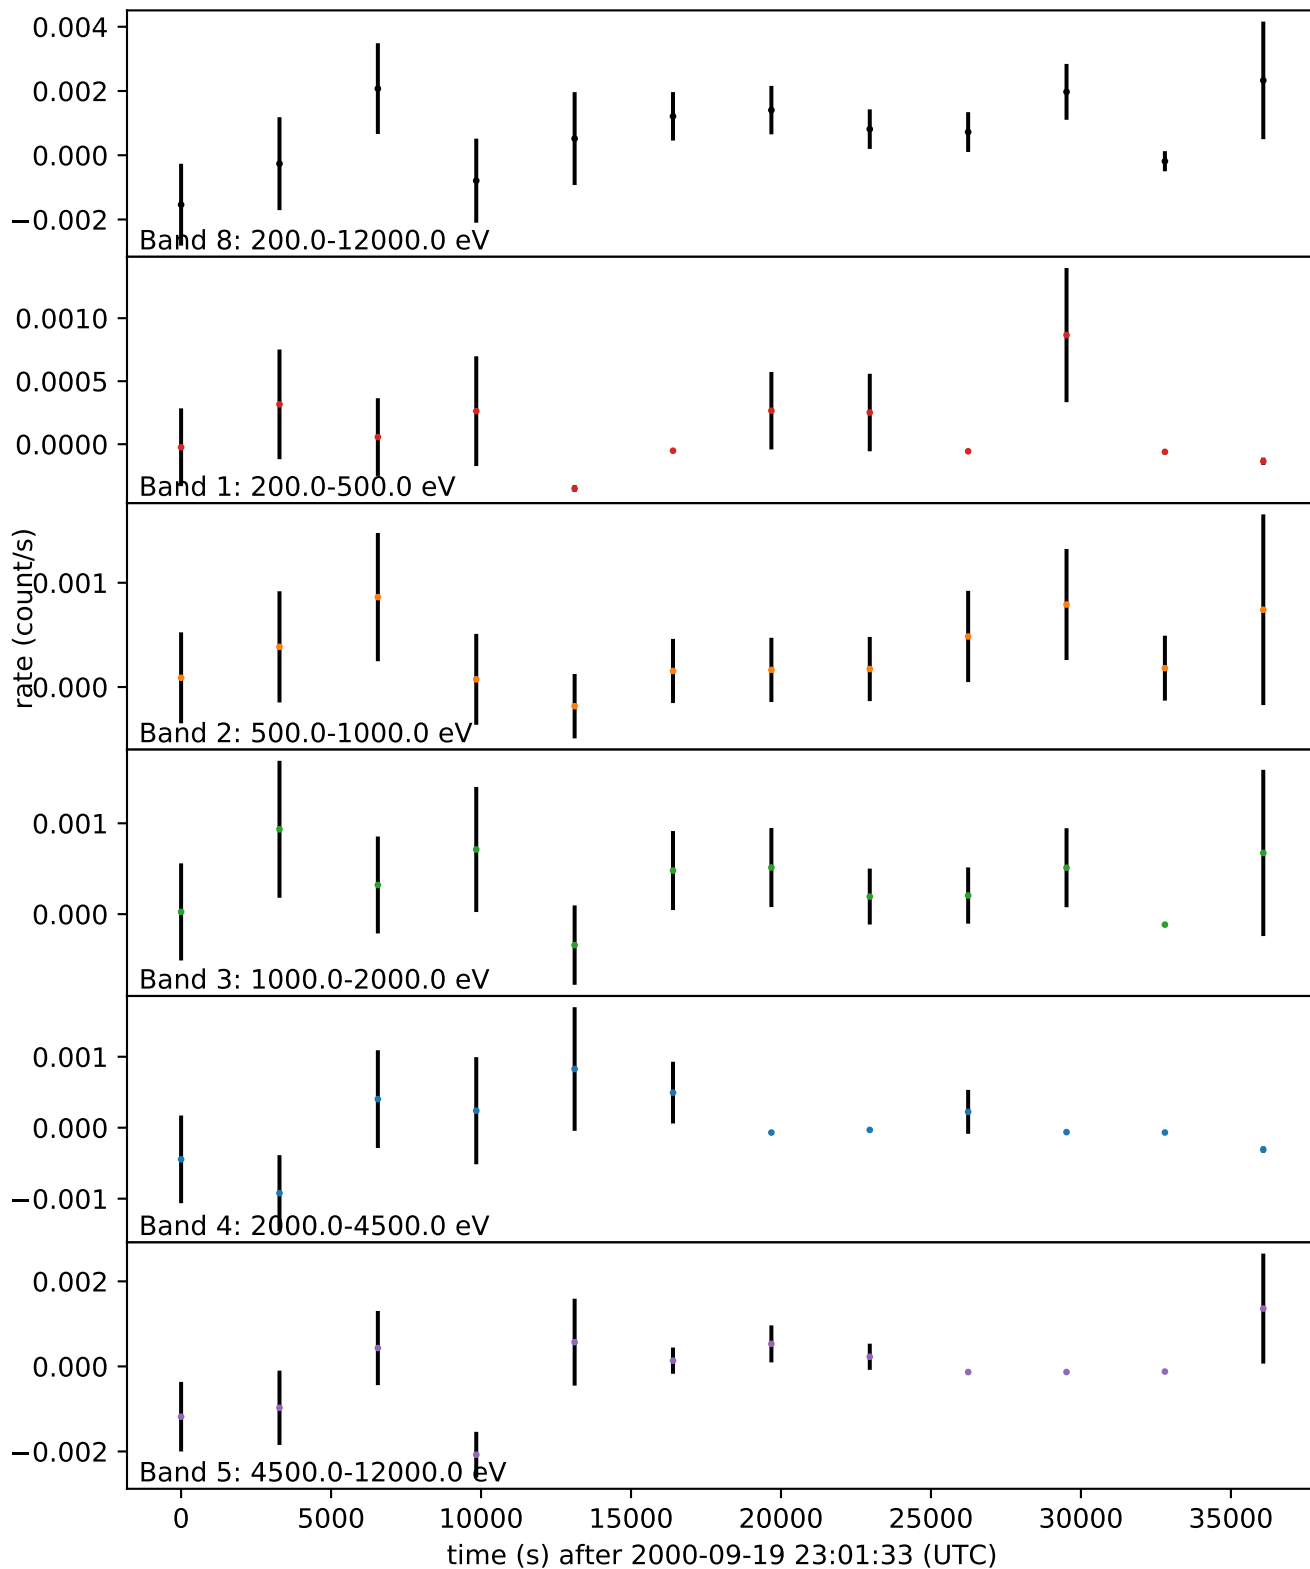 0.004
0.002
0.000
−0.002
Band 8: 200.0-12000.0 eV
0.0010
0.0005
0.0000
Band 1: 200.0-500.0 eV
rate (count/s)
0.001
0.000
Band 2: 500.0-1000.0 eV
0.001
0.000
Band 3: 1000.0-2000.0 eV
0.001
0.000
−0.001
Band 4: 2000.0-4500.0 eV
0.002
0.000
−0.002
Band 5: 4500.0-12000.0 eV
0 5000 10000 15000 20000 25000 30000 35000
time (s) after 2000-09-19 23:01:33 (UTC)